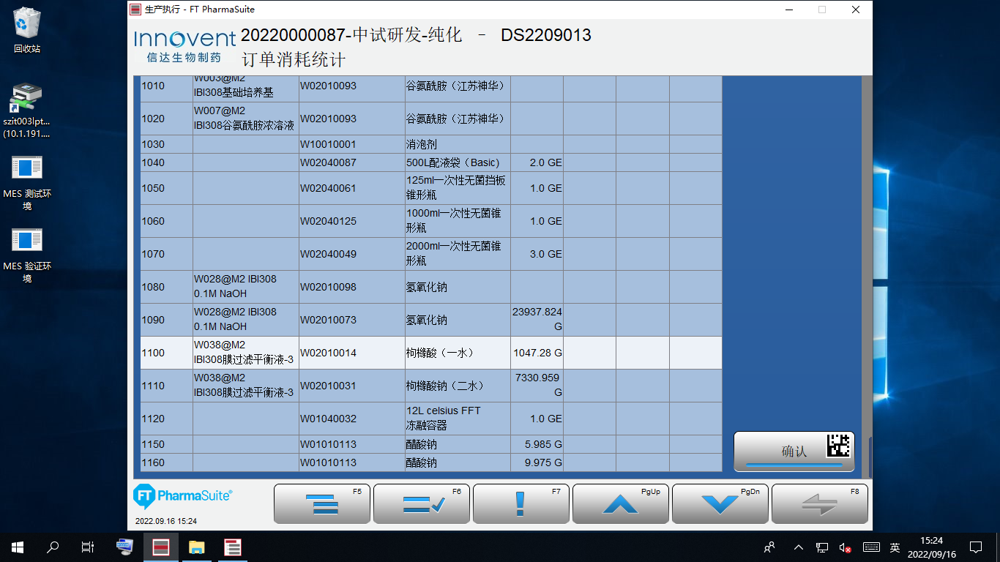 回收站
szit003lpt...
(10.1.191....
MES 测试环
境
MES 验证环
境
生产执行 - FT PharmaSuite
Innovent
信达生物制药
20220000087-中试研发-纯化 － DS2209013
订单消耗统计
1010 W003@M2 IBI308基础培养基 W02010093 谷氨酰胺（江苏神华）
1020 W007@M2 IBI308谷氨酰胺浓溶液 W02010093 谷氨酰胺（江苏神华）
1030 W10010001 消泡剂
1040 W02040087 500L配液袋（Basic） 2.0 GE
1050 W02040061 125ml一次性无菌挡板锥形瓶 1.0 GE
1060 W02040125 1000ml一次性无菌锥形瓶 1.0 GE
1070 W02040049 2000ml一次性无菌锥形瓶 3.0 GE
1080 W028@M2 IBI308 0.1M NaOH W02010098 氢氧化钠
1090 W028@M2 IBI308 0.1M NaOH W02010073 氢氧化钠 23937.824 G
1100 W038@M2 IBI308膜过滤平衡液-3 W02010014 枸橼酸（一水） 1047.28 G
1110 W038@M2 IBI308膜过滤平衡液-3 W02010031 枸橼酸钠（二水） 7330.959 G
1120 W01040032 12L celsius FFT 冻融容器 1.0 GE
1150 W01010113 醋酸钠 5.985 G
1160 W01010113 醋酸钠 9.975 G
确认
FT PharmaSuite®
2022.09.16 15:24
F5
F6
F7
PgUp
PgDn
F8
英
15:24
2022/09/16